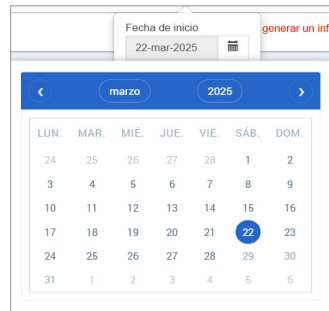 Fecha de inicio
generar un inf
22-mar-2025
marzo 2025
LUN. MAR. MIÉ. JUE. VIE. SÁB. DOM.
24 25 26 27 28 1 2
3 4 5 6 7 8 9
10 11 12 13 14 15 16
17 18 19 20 21 22 23
24 25 26 27 28 29 30
31 1 2 3 4 5 6